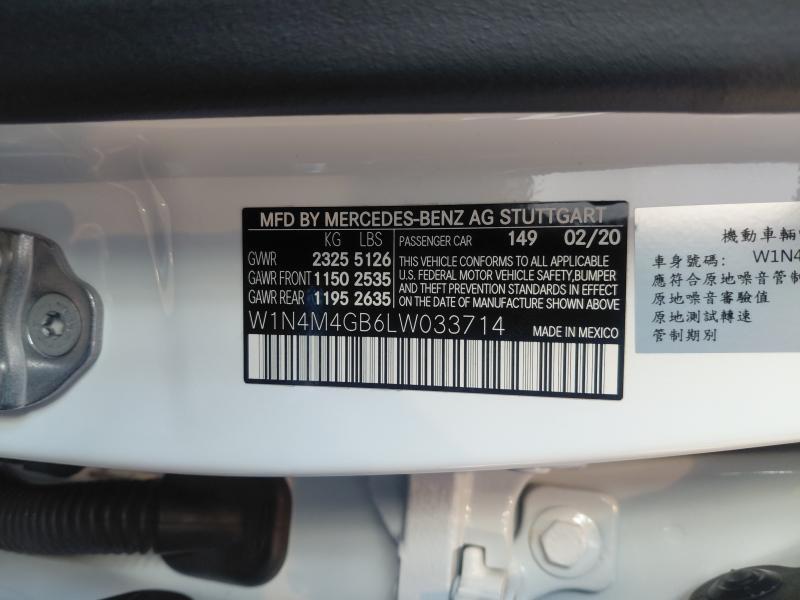 MFD BY MERCEDES-BENZ AG STUTTGART
KG LBS
GVWR 2325 5126
GAWR FRONT 1150 2535
GAWR REAR 1195 2635
PASSENGER CAR 149 02/20
THIS VEHICLE CONFORMS TO ALL APPLICABLE
U.S. FEDERAL MOTOR VEHICLE SAFETY,BUMPER
AND THEFT PREVENTION STANDARDS IN EFFECT
ON THE DATE OF MANUFACTURE SHOWN ABOVE
W1N4M4GB6LW033714
MADE IN MEXICO
機動車輛
車身號碼: W1N4
應符合原地噪音管制
原地噪音審驗值
原地測試轉速
管制期別